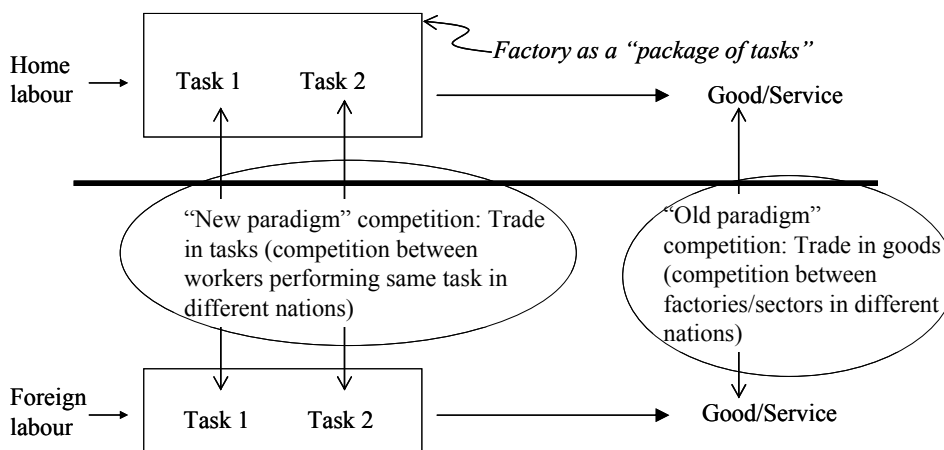 Factory as a “package of tasks”
Home
labour
Task 1
Task 2
Good/Service
“New paradigm” competition: Trade
in tasks (competition between
workers performing same task in
different nations)
“Old paradigm”
competition: Trade in goods
(competition between
factories/sectors in different
nations)
Foreign
labour
Task 1
Task 2
Good/Service